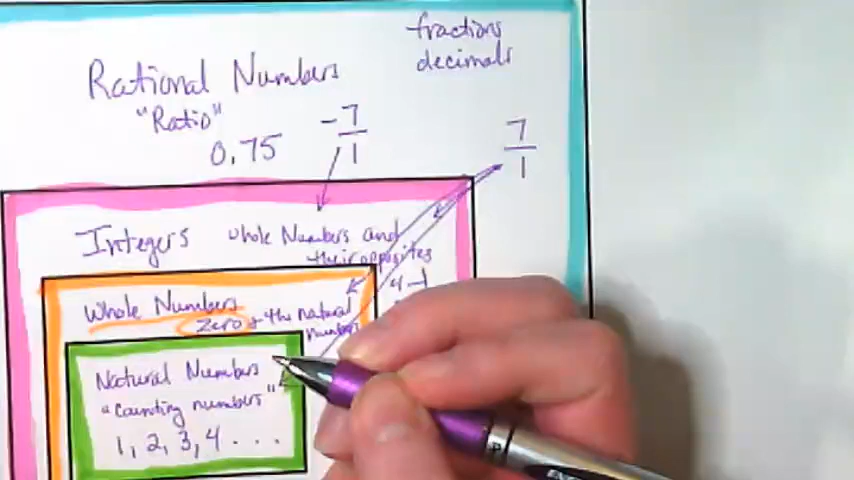 fractions
decimals
Rational Numbers
"Ratio"
0.75
-7
1
7
1
Integers whole Numbers and
their opposites
Whole Numbers
zero + the natural
numbers
Natural Numbers
"counting numbers"
1, 2, 3, 4 . . . .